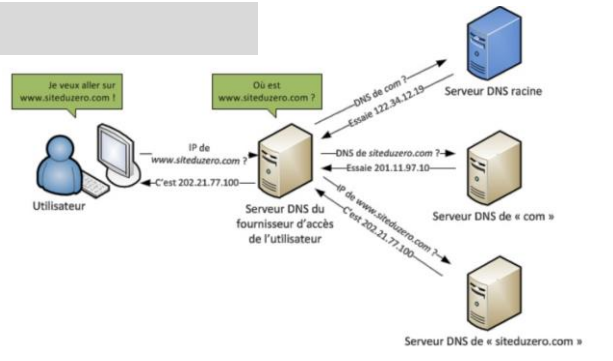 Je veux aller sur
www.siteduzero.com !
Où est
www.siteduzero.com ?
DNS de com ?
Essaie 122.34.12.19
Serveur DNS racine
IP de
www.siteduzero.com ?
C'est 202.21.77.100
DNS de siteduzero.com ?
Essaie 201.11.97.10
Utilisateur
Serveur DNS du
fournisseur d'accès
de l'utilisateur
Serveur DNS de « com »
IP de www.siteduzero.com ?
C'est 202.21.77.100
Serveur DNS de « siteduzero.com »